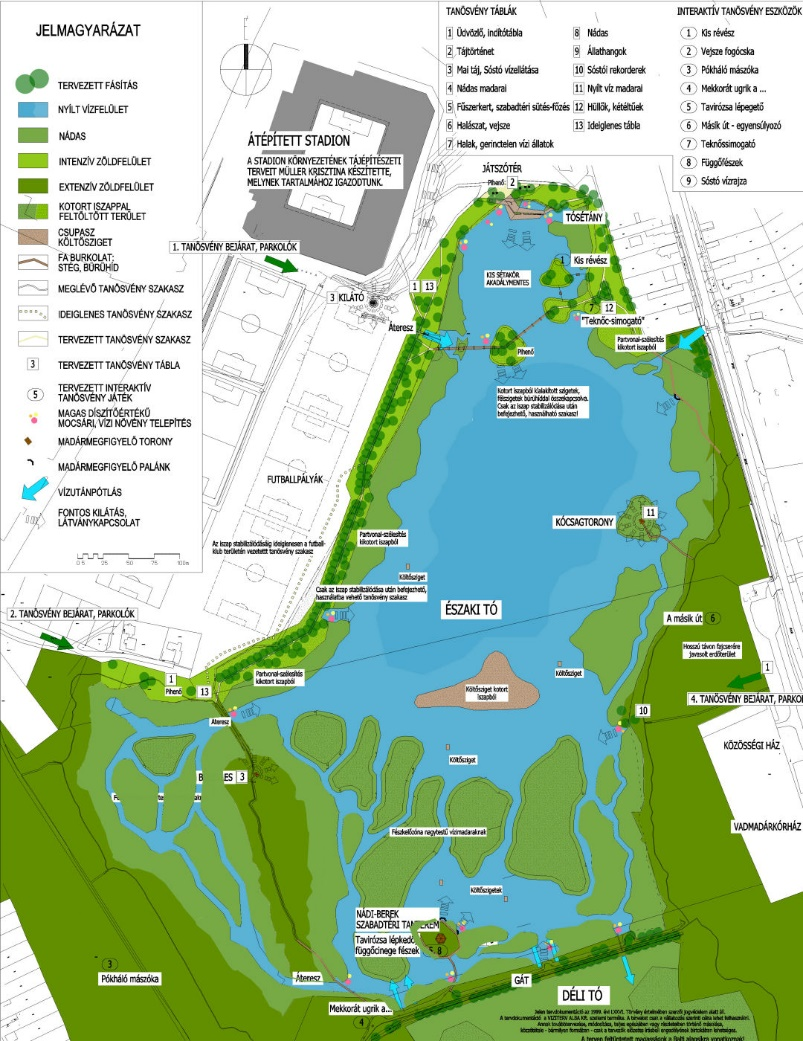 JELMAGYARÁZAT
TERVEZETT FÁSÍTÁS
NYÍLT VÍZFELÜLET
NÁDAS
INTENZÍV ZÖLDFELÜLET
EXTENZÍV ZÖLDFELÜLET
KOTORT ISZAPPAL
FELTÖLTÖTT TERÜLET
CSUPASZ
KÖLTŐSZIGET
FA BURKOLAT;
STÉG, BÜRÜHÍD
MEGLÉVŐ TANÖSVÉNY SZAKASZ
IDEIGLENES TANÖSVÉNY SZAKASZ
TERVEZETT TANÖSVÉNY SZAKASZ
3 TERVEZETT TANÖSVÉNY TÁBLA
5 TERVEZETT INTERAKTÍV
TANÖSVÉNY JÁTÉK
MAGAS DÍSZÍTŐÉRTÉKŰ
MOCSÁRI, VÍZI NÖVÉNY TELEPÍTÉS
MADÁRMEGFIGYELŐ TORONY
MADÁRMEGFIGYELŐ PALÁNK
VÍZUTÁNPÓTLÁS
FONTOS KILÁTÁS,
LÁTVÁNYKAPCSOLAT
0 5 25 50 75 100m
TANÖSVÉNY TÁBLÁK
1 Üdvözlő, indítótábla
2 Tájtörténet
3 Mai táj, Sóstó vízellátása
4 Nádas madarai
5 Fűszerkert, szabadtéri sütés-főzés
6 Halászat, vejsze
7 Halak, gerinctelen vízi állatok
8 Nádas
9 Állathangok
10 Sóstói rekorderek
11 Nyílt víz madarai
12 Hüllők, kétéltűek
13 Ideiglenes tábla
INTERAKTÍV TANÖSVÉNY ESZKÖZÖK
1 Kis révész
2 Vejsze fogócska
3 Pókháló mászóka
4 Mekkorát ugrik a ...
5 Tavirózsa lépegető
6 Másik út - egyensúlyozó
7 Teknőssimogató
8 Függőfészek
9 Sóstó vízrajza
ÁTÉPÍTETT STADION
A STADION KÖRNYEZETÉNEK TÁJÉPÍTÉSZETI
TERVEIT MÜLLER KRISZTINA KÉSZÍTETTE,
MELYNEK TARTALMÁHOZ IGAZODTUNK.
JÁTSZÓTÉR
Pihenő 2
TÓSÉTÁNY
1. TANÖSVÉNY BEJÁRAT, PARKOLÓK
1 Kis révész
KIS SÉTAKÖR
AKADÁLYMENTES
1 13
3 KILÁTÓ
7 12
"Teknőc-simogató"
Áteresz
Pihenő
Partvonal-szélesítés
kikotort iszapból
Kotort iszapból kialakított szigetek,
félszigetek bürühíddal összekapcsolva.
Csak az iszap stabilizálódása után
befejezhető, használható szakasz!
FUTBALLPÁLYÁK
KÓCSAGTORONY
11
Az iszap stabilizálódásáig ideiglenesen a futball-
klub területén vezetett tanösvény szakasz
Partvonal-szélesítés
kikotort iszapból
Költősziget
Csak az iszap stabilizálódása után befejezhető,
használatba vehető tanösvény szakasz
ÉSZAKI TÓ
2. TANÖSVÉNY BEJÁRAT, PARKOLÓK
A másik út 6
Hosszú távon fajcserére
javasolt erdőterület
1
Pihenő
13
Partvonal-szélesítés
kikotort iszapból
Költősziget
Költősziget kotort
iszapból
1
4. TANÖSVÉNY BEJÁRAT, PARKOL
Áteresz
10
KÖZÖSSÉGI HÁZ
Költősziget
3
VADMADÁRKÓRHÁZ
Fészkelőzóna nagytestű vízimadaraknak
Költőszigetek
NÁDI-BEREK
SZABADTÉRI TANTEREM
Tavirózsa lépkedő
függőcinege fészek
8
3
Pókháló mászóka
Áteresz
GÁT
DÉLI TÓ
Mekkorát ugrik a...
4